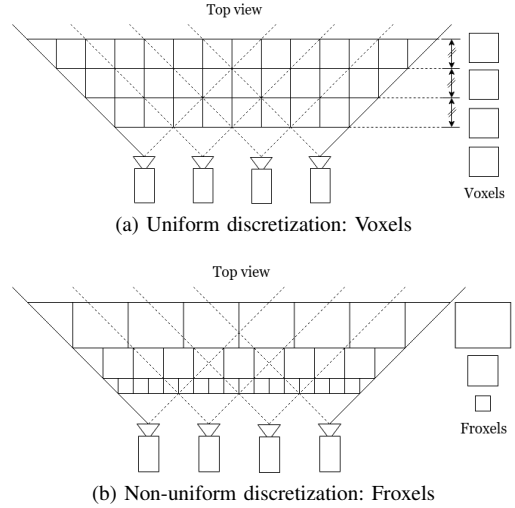 Top view
Voxels
(a) Uniform discretization: Voxels
Top view
Froxels
(b) Non-uniform discretization: Froxels